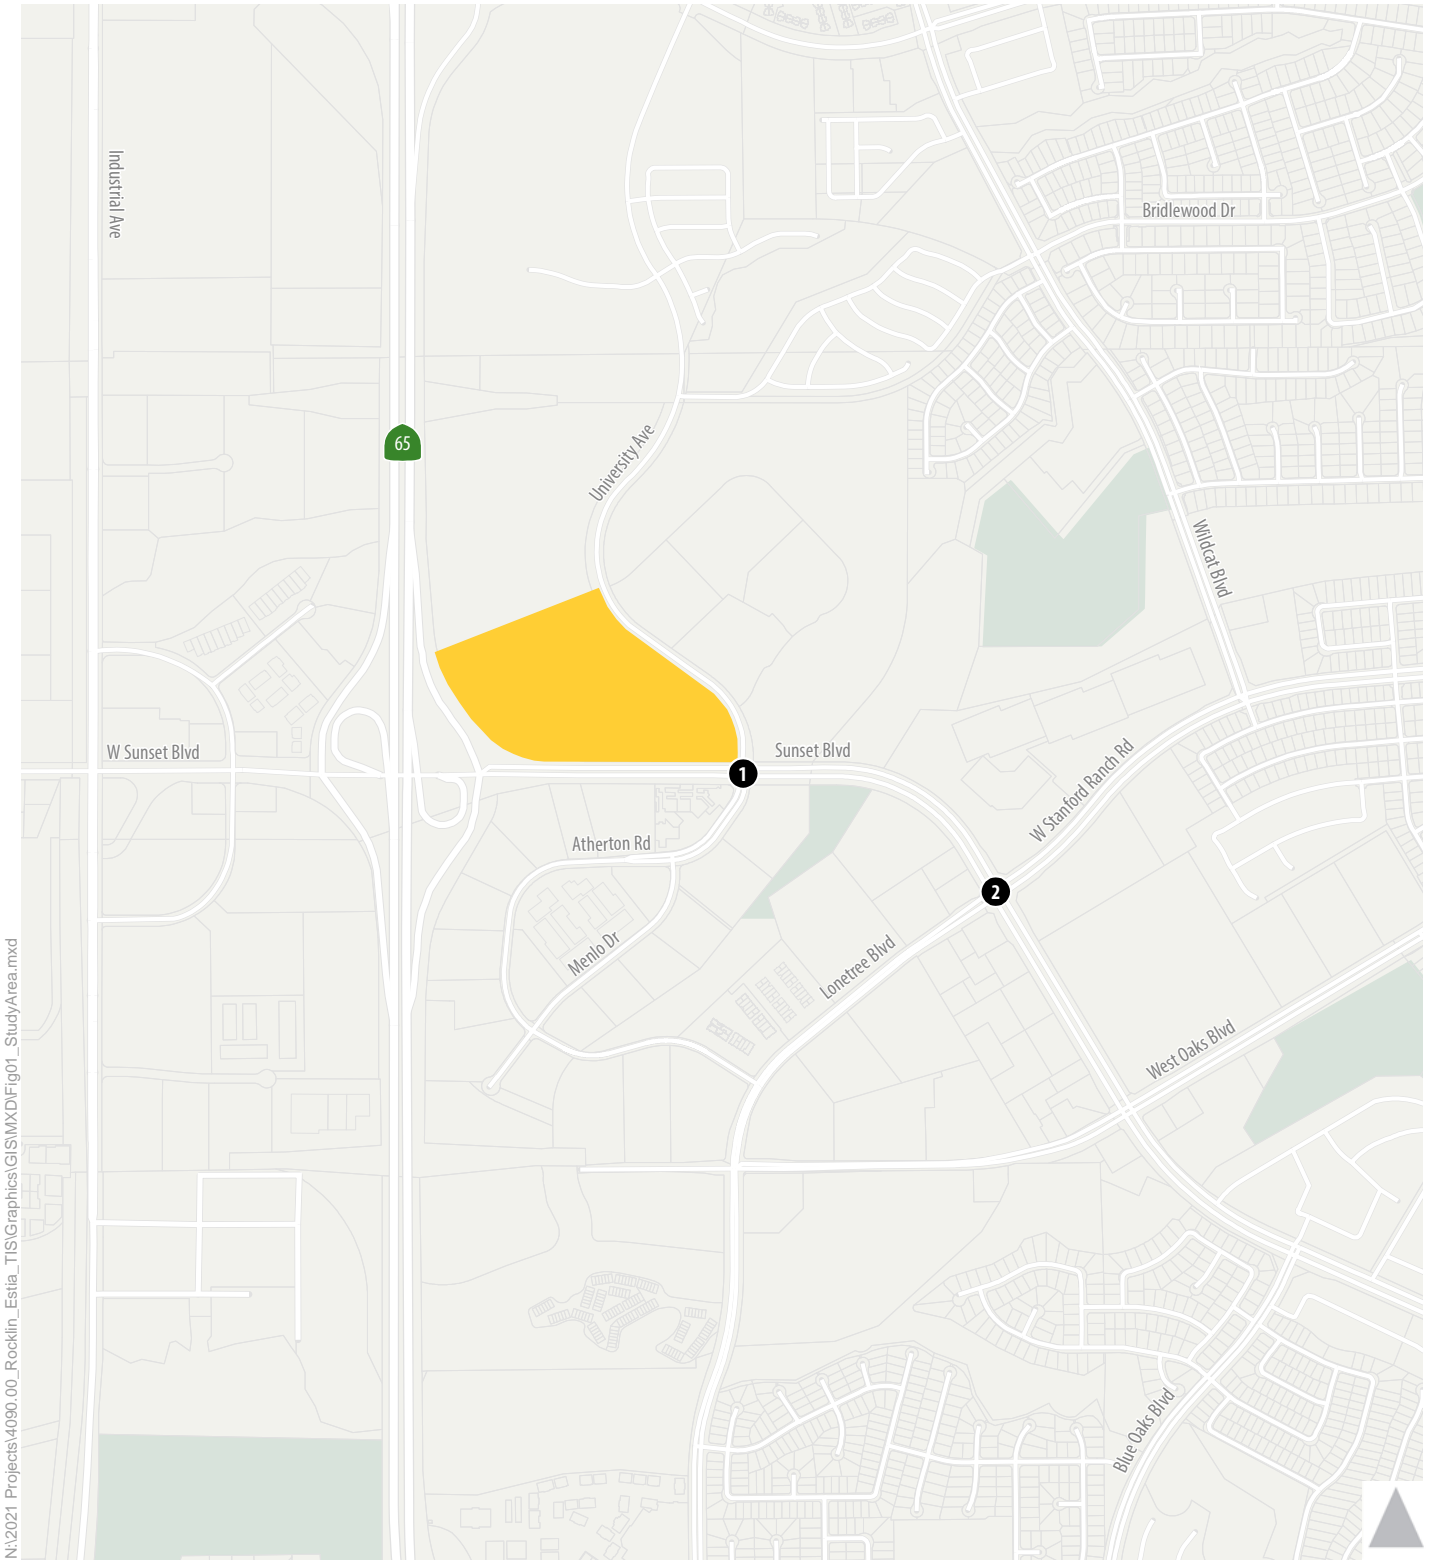 Industrial Ave
Bridlewood Dr
65
University Ave
Wildcat Blvd
W Sunset Blvd
Sunset Blvd
1
W Stanford Ranch Rd
Atherton Rd
2
Menlo Dr
Lonetree Blvd
West Oaks Blvd
Blue Oaks Blvd
N:\2021 Projects\4090.00_Rocklin_Estia_TIS\Graphics\GIS\MXD\Fig01_StudyArea.mxd